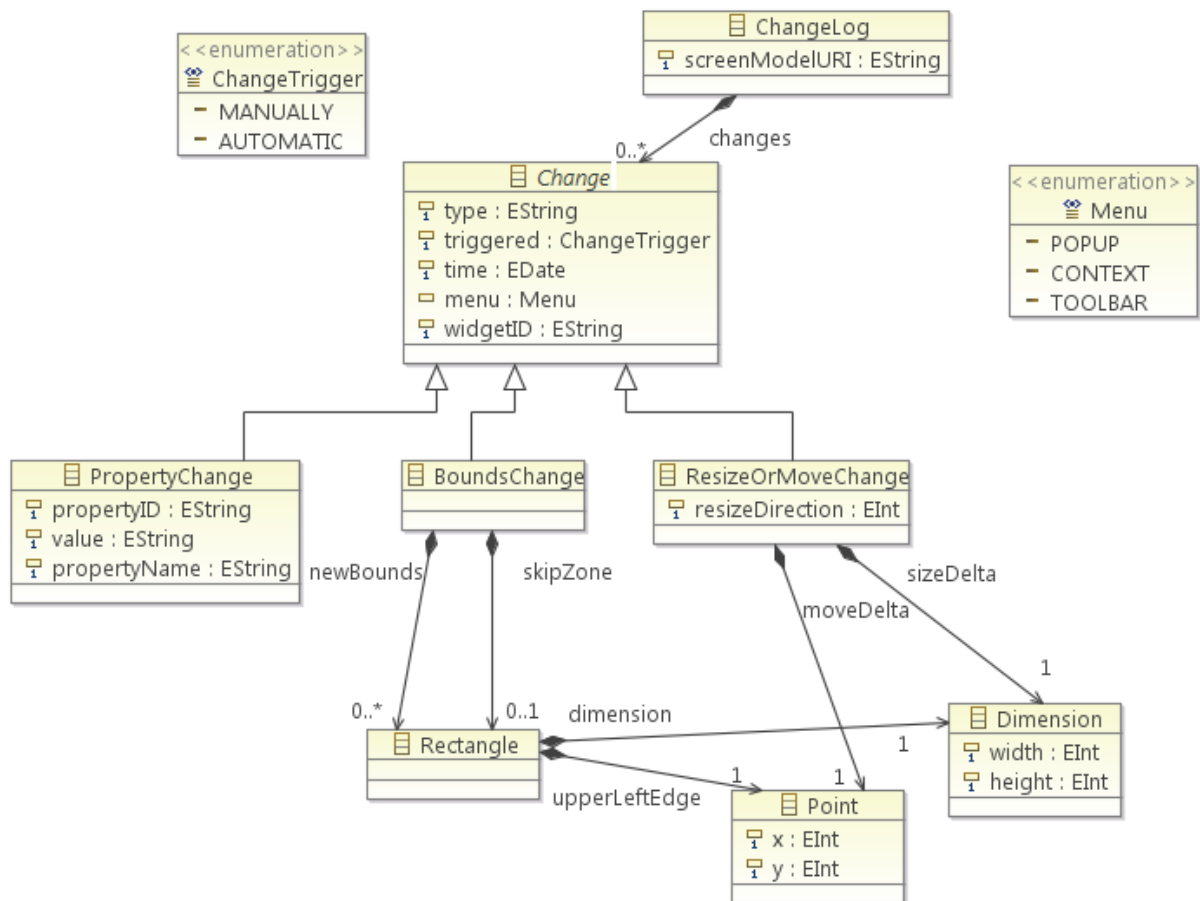 ChangeLog
screenModelURI : EString
<<enumeration>>
ChangeTrigger
MANUALLY
AUTOMATIC
changes
0..*
Change
type : EString
triggered : ChangeTrigger
time : EDate
menu : Menu
widgetID : EString
<<enumeration>>
Menu
POPUP
CONTEXT
TOOLBAR
PropertyChange
propertyID : EString
value : EString
propertyName : EString
BoundsChange
ResizeOrMoveChange
resizeDirection : EInt
newBounds
skipZone
sizeDelta
moveDelta
0..*
0..1
dimension
1
1
Rectangle
upperLeftEdge
1
1
Dimension
width : EInt
height : EInt
Point
x : EInt
y : EInt